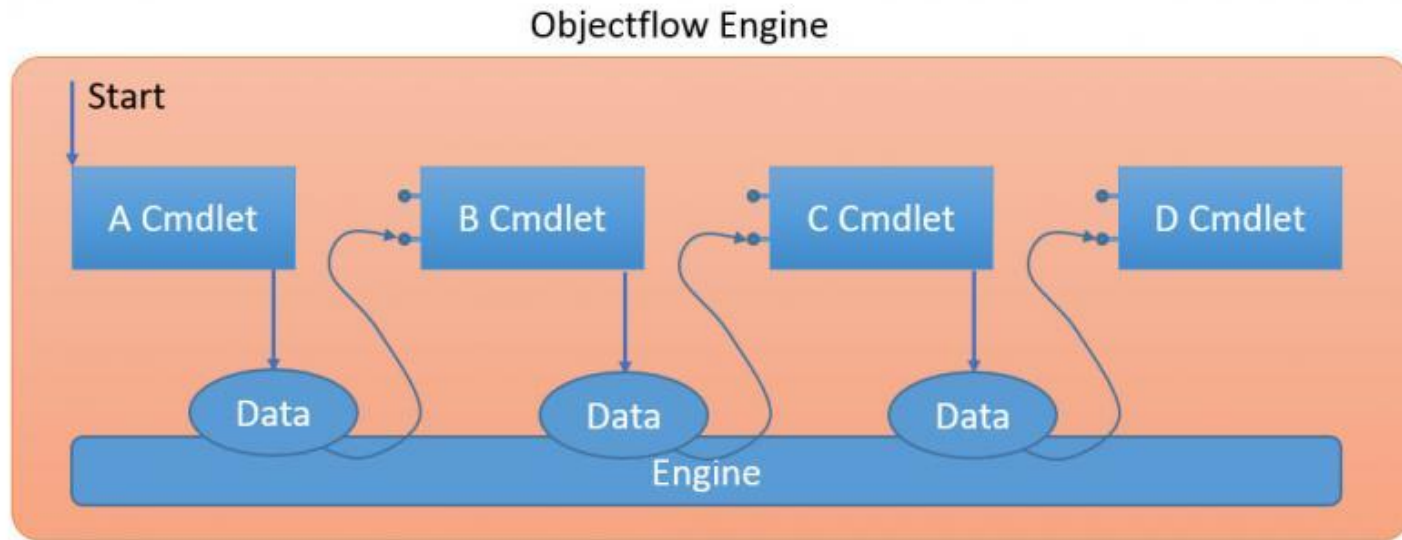 Objectflow Engine
Start
A Cmdlet
B Cmdlet
C Cmdlet
D Cmdlet
Data
Data
Data
Engine